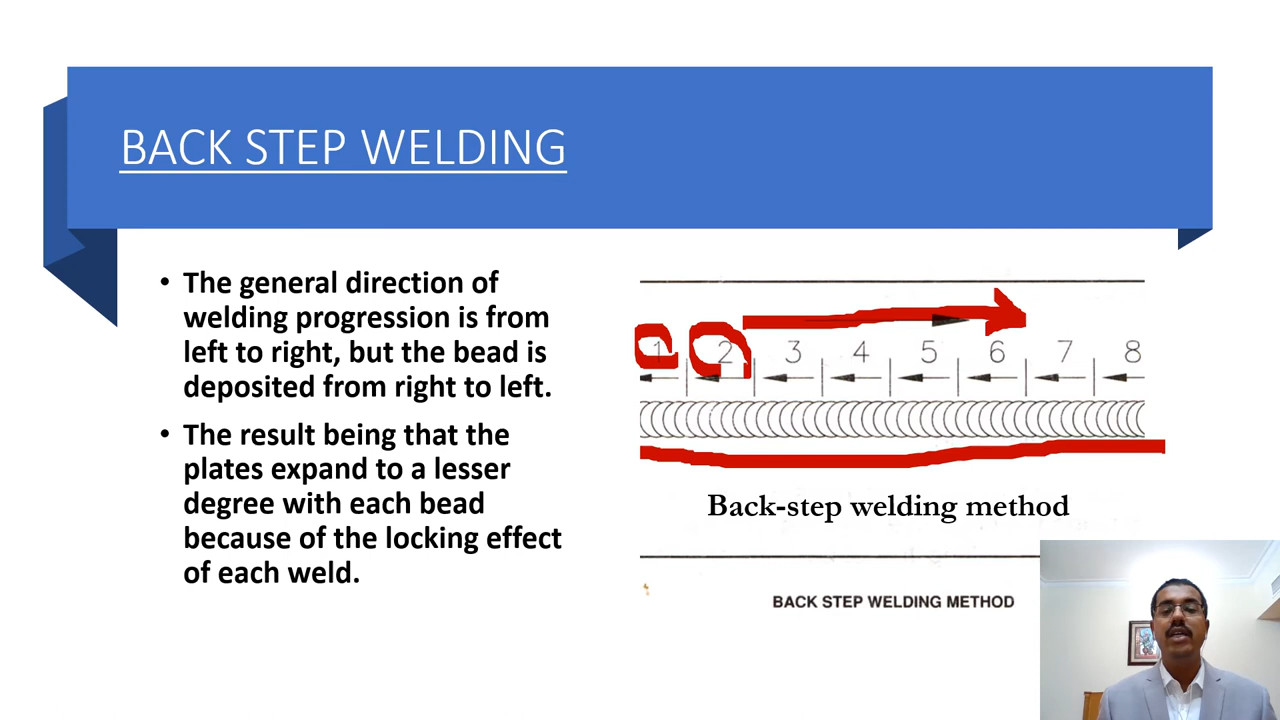 BACK STEP WELDING
• The general direction of
welding progression is from
left to right, but the bead is
deposited from right to left.
• The result being that the
plates expand to a lesser
degree with each bead
because of the locking effect
of each weld.
1 2 3 4 5 6 7 8
Back-step welding method
BACK STEP WELDING METHOD